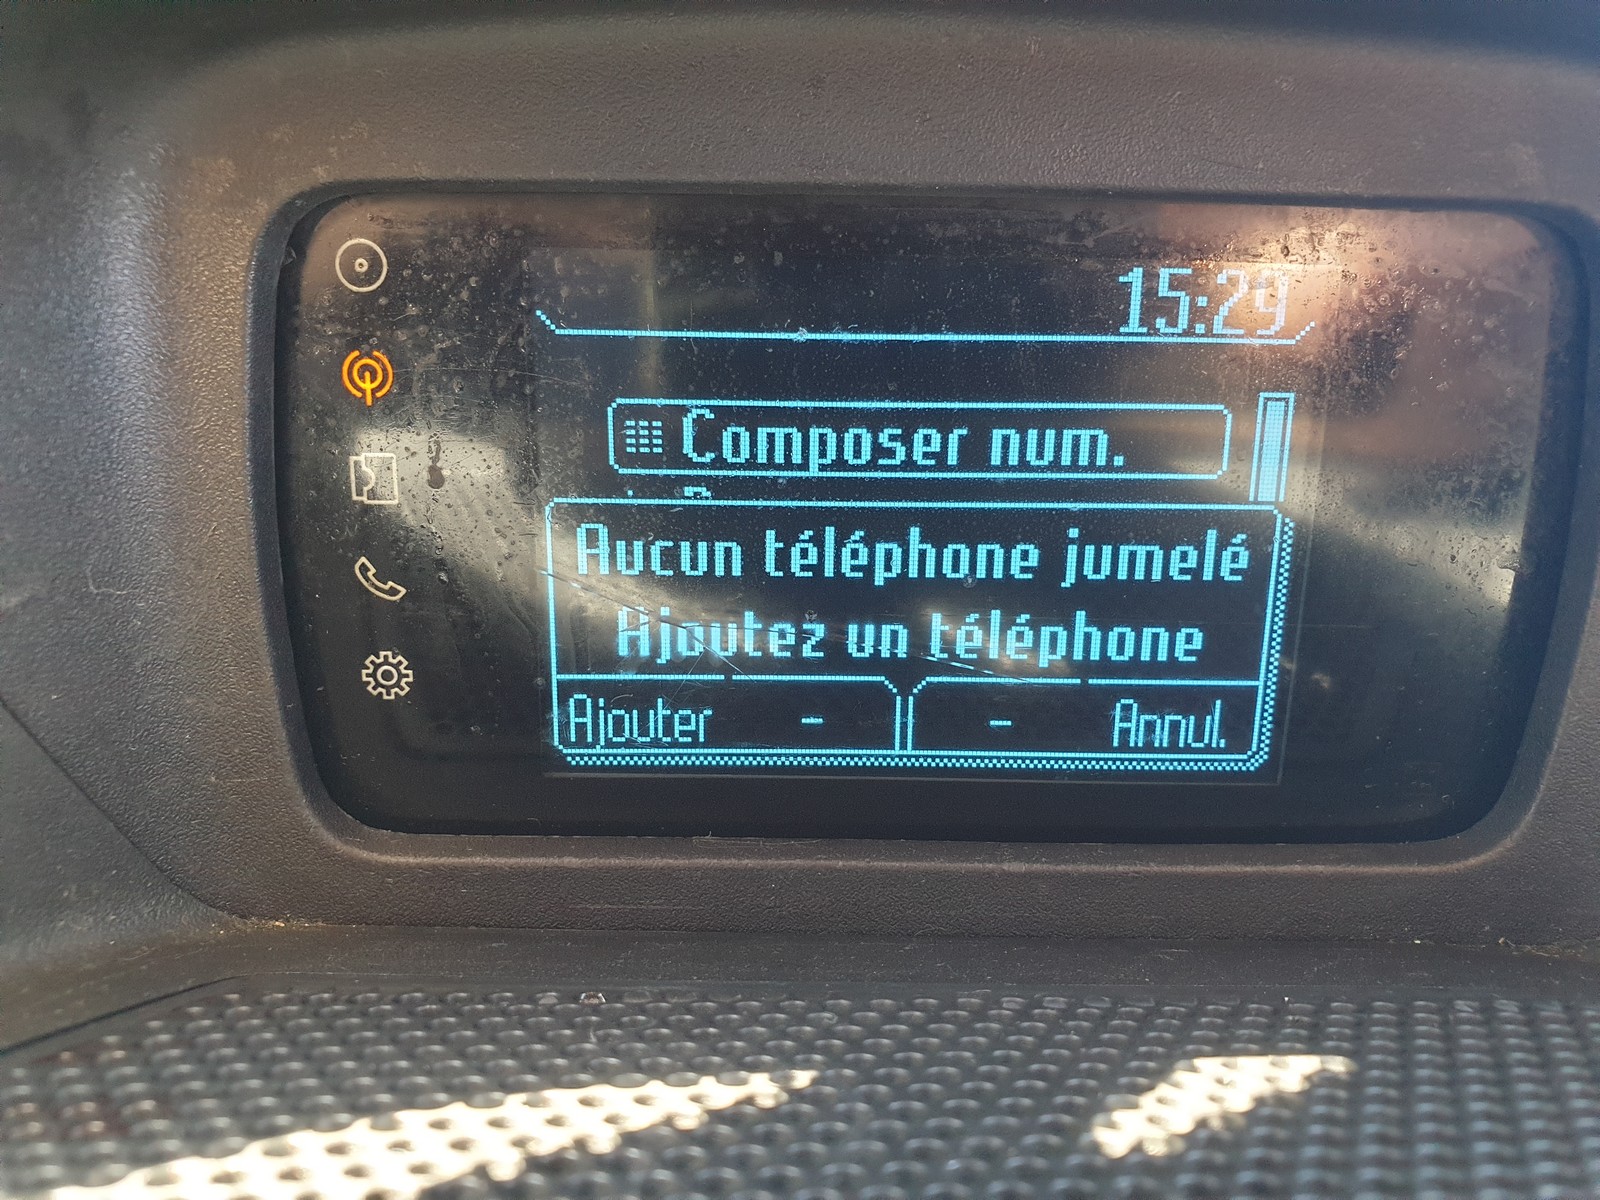 15:29
Composer num.
Aucun téléphone jumelé
Ajoutez un téléphone
Ajouter - - Annul.